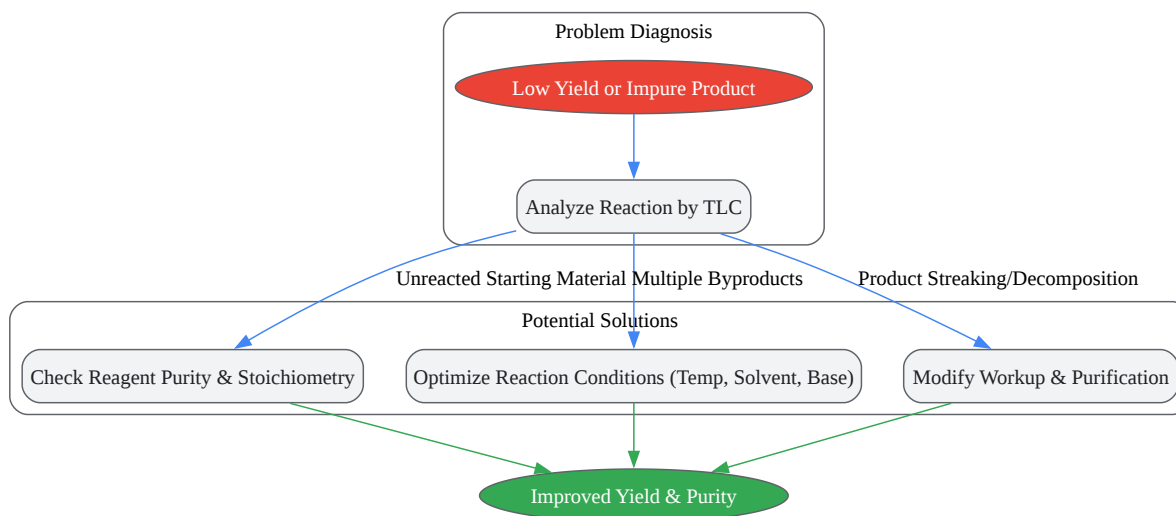 Problem Diagnosis
Low Yield or Impure Product
Analyze Reaction by TLC
Unreacted Starting Material
Multiple Byproducts
Product Streaking/Decomposition
Potential Solutions
Check Reagent Purity & Stoichiometry
Optimize Reaction Conditions (Temp, Solvent, Base)
Modify Workup & Purification
Improved Yield & Purity